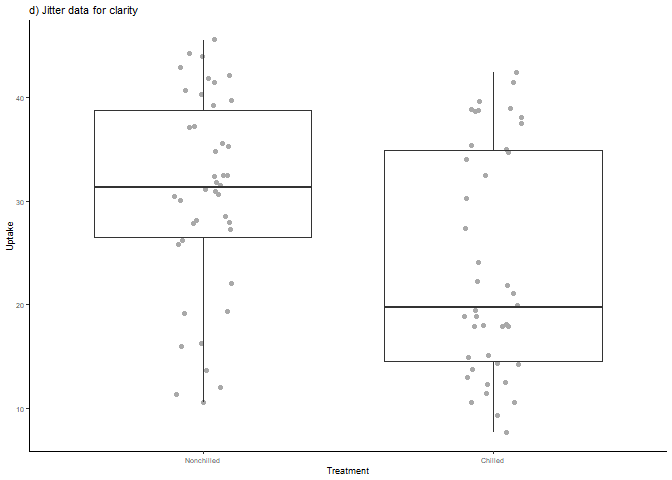 d) Jitter data for clarity
40
30
20
10
Uptake
Nonchilled
Chilled
Treatment